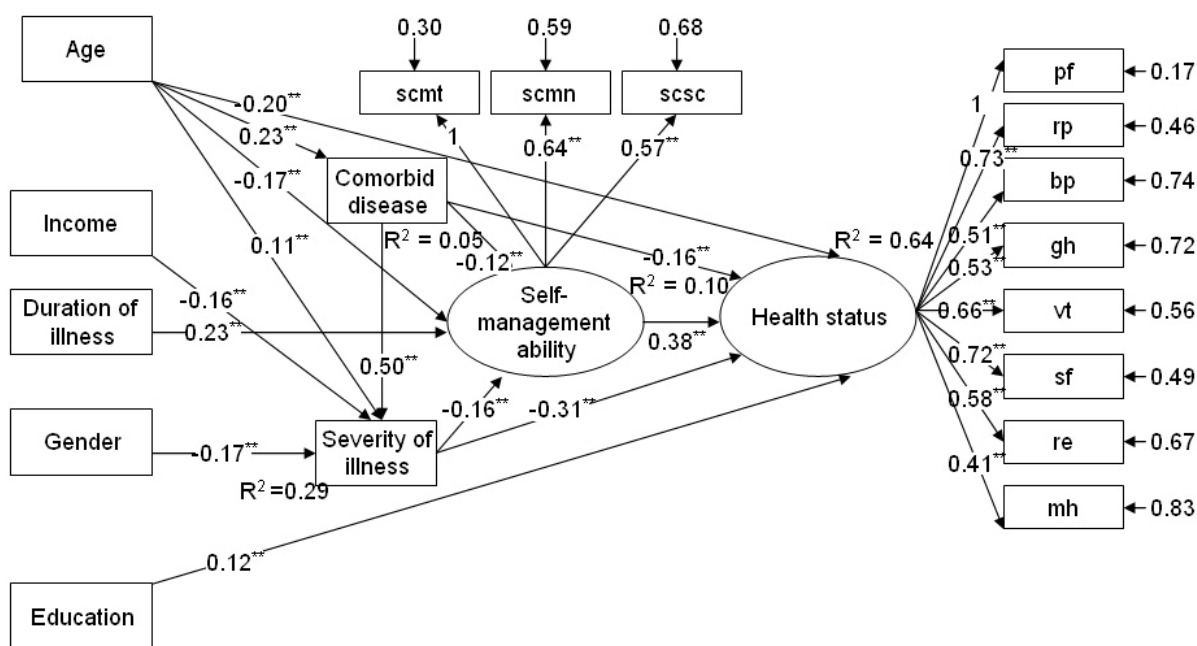 Age
0.30
0.59
0.68
scmt
scmn
scsc
pf
0.17
-0.20**
0.23**
-0.17**
1
0.64**
0.57**
1
rp
0.46
0.73**
Comorbid
disease
R² = 0.05
bp
0.74
Income
0.11**
-0.12**
-0.16**
R² = 0.64
0.51**
gh
0.72
0.53**
-0.16**
R² = 0.10
Duration of
illness
0.23**
Self-
management
ability
0.38**
Health status
0.66**
vt
0.56
0.50**
0.72**
sf
0.49
0.58**
Gender
-0.17**
Severity of
illness
R² =0.29
-0.16**
-0.31**
re
0.67
0.41**
mh
0.83
0.12**
Education